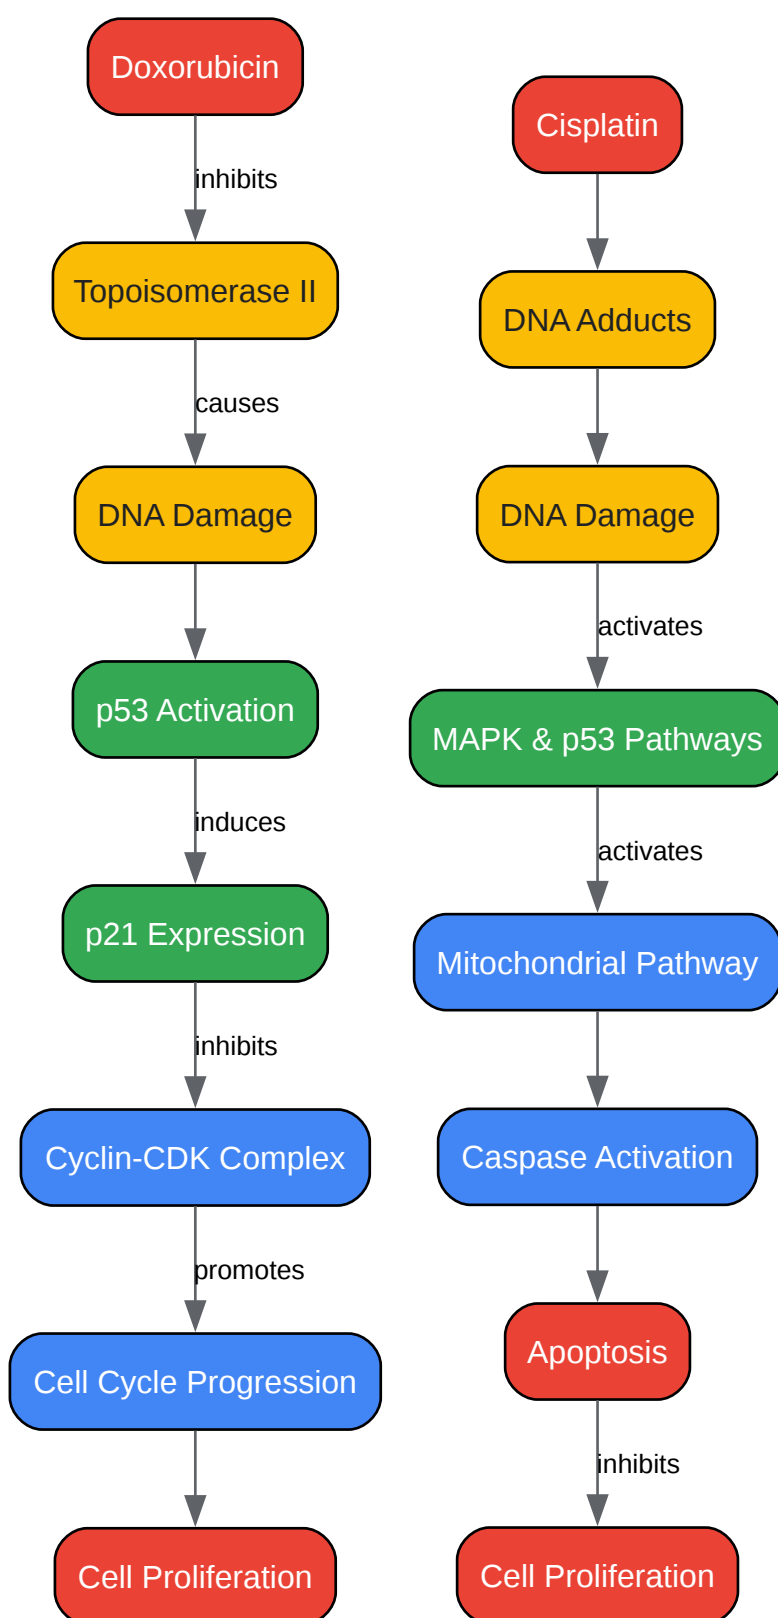 Doxorubicin
inhibits
Topoisomerase II
causes
DNA Damage
p53 Activation
induces
p21 Expression
inhibits
Cyclin-CDK Complex
promotes
Cell Cycle Progression
Cell Proliferation
Cisplatin
DNA Adducts
DNA Damage
activates
MAPK & p53 Pathways
activates
Mitochondrial Pathway
Caspase Activation
Apoptosis
inhibits
Cell Proliferation